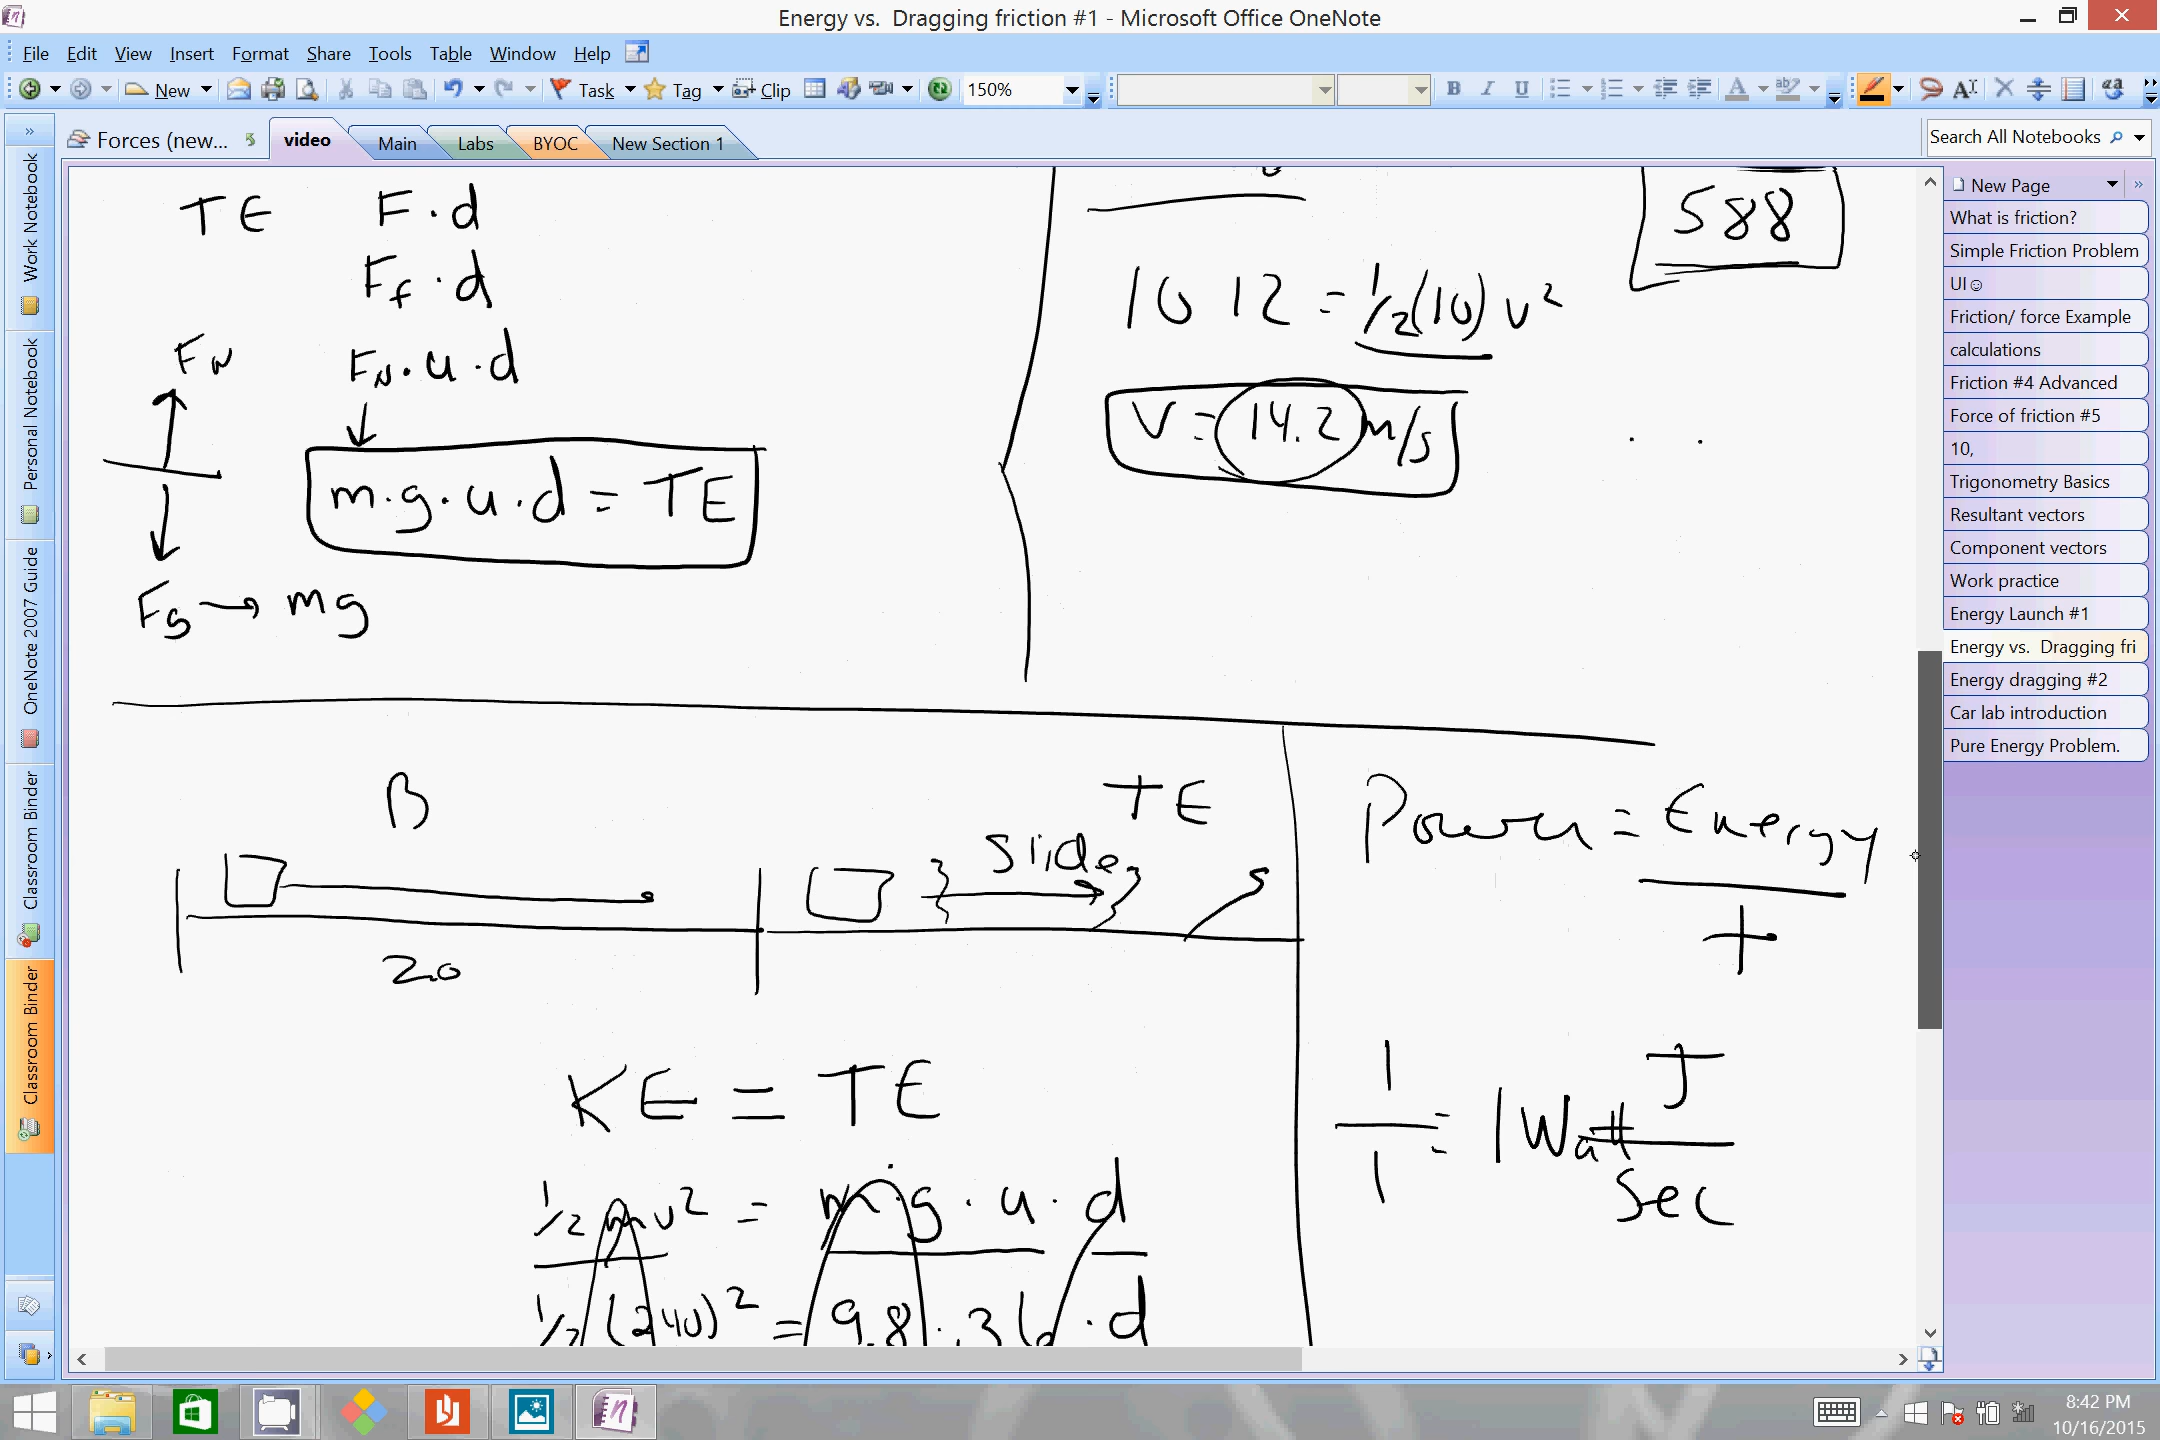 Energy vs.  Dragging friction #1 - Microsoft Office OneNote
File Edit View Insert Format Share Tools Table Window Help
New Task Tag Clip 150% B I U A ab A
Forces (new... video Main Labs BYOC New Section 1
Search All Notebooks
Work Notebook
Personal Notebook
OneNote 2007 Guide
Classroom Binder
Classroom Binder
TE F·d
Ff·d
FN FN·u·d
m·g·u·d = TE
Fg → mg
588
1012 = 1/2(10)v²
V = 14.2 m/s
B
TE
Slide
20
KE = TE
1/2 mv² = m·g·u·d
1/2 (240)² = 9.8·.36·d
Power = Energy
t
1 J
= 1 Watt
1 Sec
New Page
What is friction?
Simple Friction Problem
UI☺
Friction/ force Example
calculations
Friction #4 Advanced
Force of friction #5
10,
Trigonometry Basics
Resultant vectors
Component vectors
Work practice
Energy Launch #1
Energy vs.  Dragging fri
Energy dragging #2
Car lab introduction
Pure Energy Problem.
8:42 PM
10/16/2015